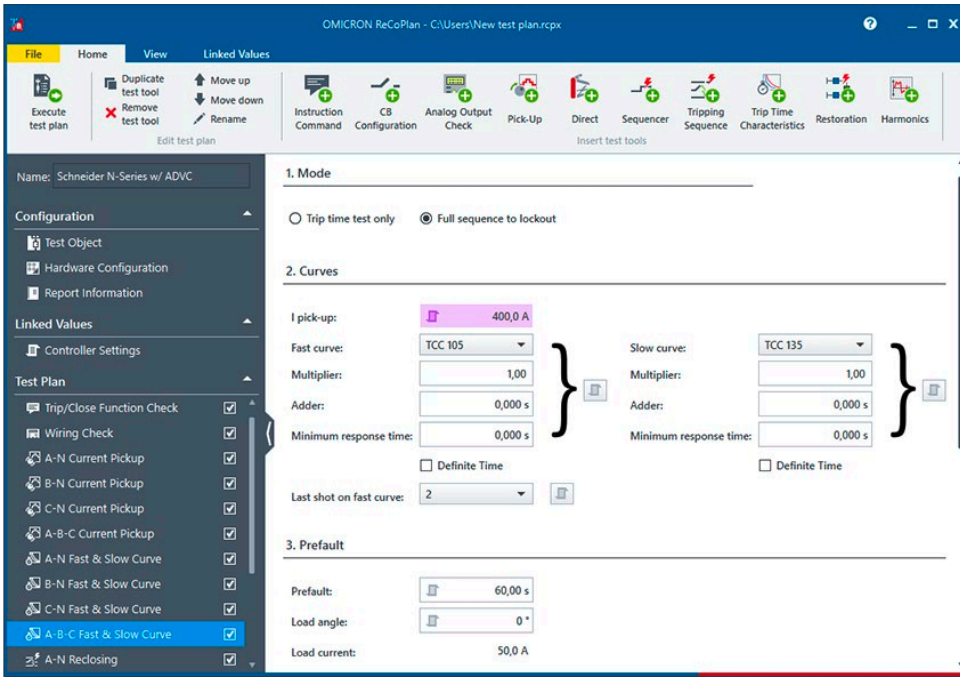 OMICRON ReCoPlan - C:\Users\New test plan.rcpx
File Home View Linked Values
Execute test plan
Duplicate test tool
Remove test tool
Move up
Move down
Rename
Edit test plan
Instruction Command
CB Configuration
Analog Output Check
Pick-Up
Direct
Sequencer
Tripping Sequence
Trip Time Characteristics
Restoration
Harmonics
Insert test tools
Name: Schneider N-Series w/ ADVC
Configuration
Test Object
Hardware Configuration
Report Information
Linked Values
Controller Settings
Test Plan
Trip/Close Function Check
Wiring Check
A-N Current Pickup
B-N Current Pickup
C-N Current Pickup
A-B-C Current Pickup
A-N Fast & Slow Curve
B-N Fast & Slow Curve
C-N Fast & Slow Curve
A-B-C Fast & Slow Curve
A-N Reclosing
1. Mode
Trip time test only Full sequence to lockout
2. Curves
I pick-up: 400,0 A
Fast curve: TCC 105 Slow curve: TCC 135
Multiplier: 1,00 Multiplier: 1,00
Adder: 0,000 s Adder: 0,000 s
Minimum response time: 0,000 s Minimum response time: 0,000 s
Definite Time Definite Time
Last shot on fast curve: 2
3. Prefault
Prefault: 60,00 s
Load angle: 0 °
Load current: 50,0 A